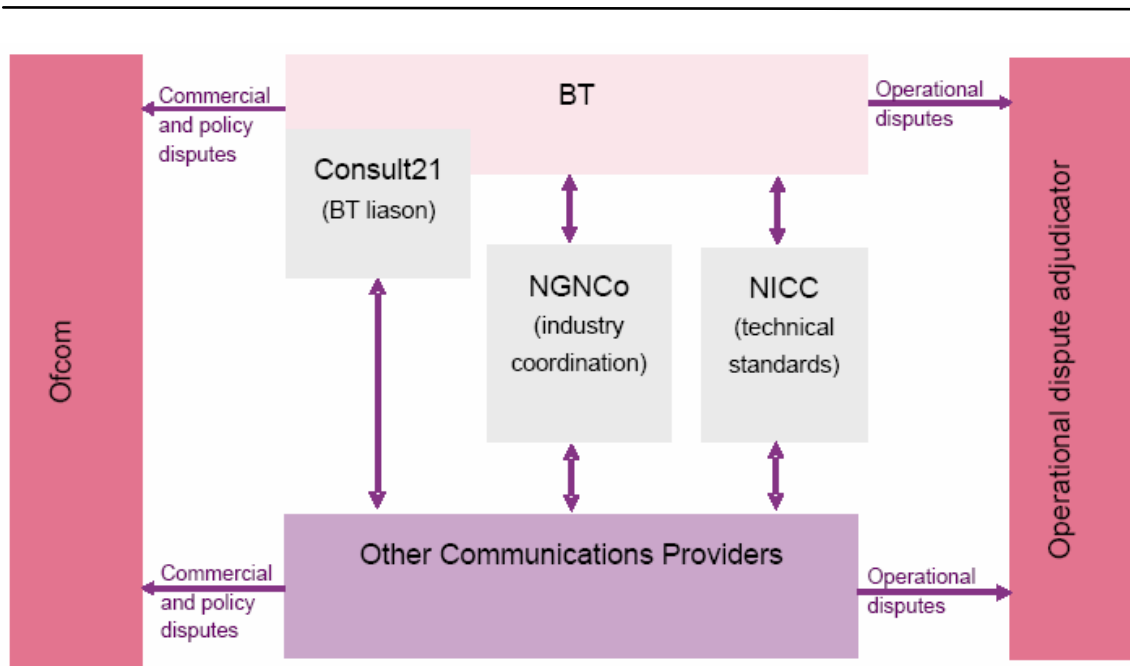 BT
Commercial
and policy
disputes
Operational
disputes
Consult21
(BT liason)
NGNCo
(industry
coordination)
NICC
(technical
standards)
Ofcom
Operational dispute adjudicator
Other Communications Providers
Commercial
and policy
disputes
Operational
disputes